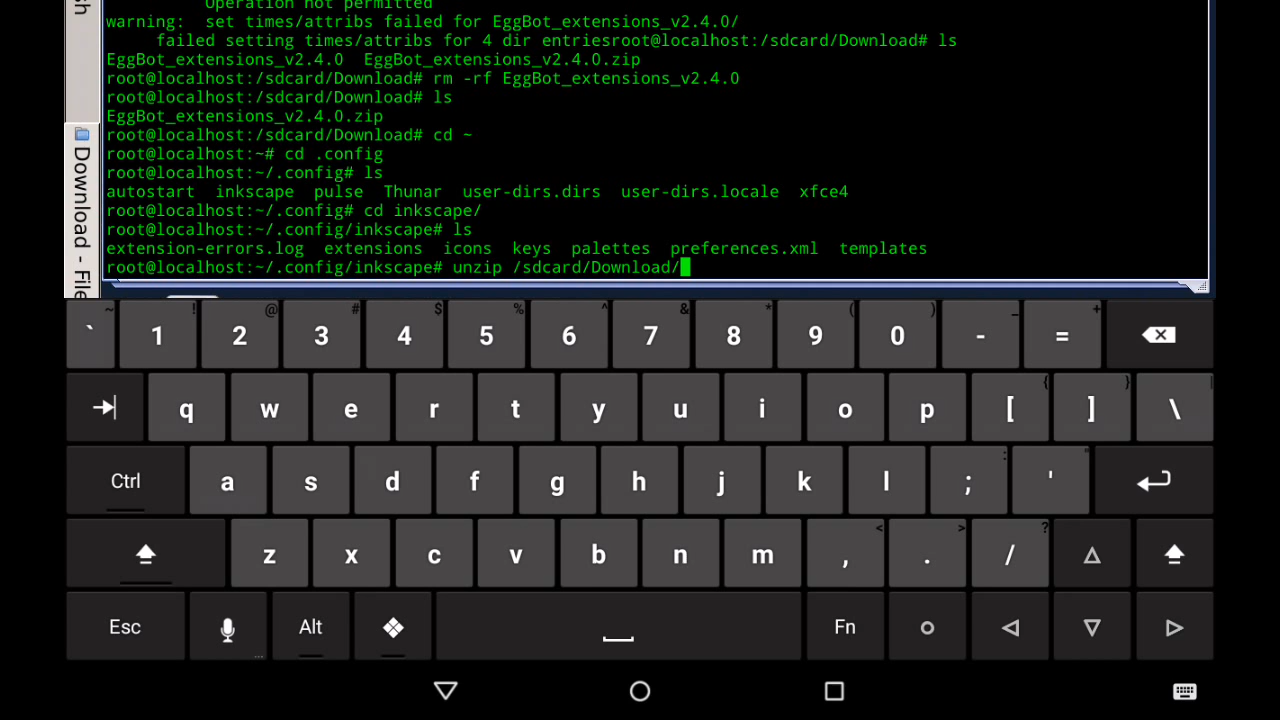 sh
Operation not permitted
warning:  set times/attribs failed for EggBot_extensions_v2.4.0/
failed setting times/attribs for 4 dir entriesroot@localhost:/sdcard/Download# ls
EggBot_extensions_v2.4.0  EggBot_extensions_v2.4.0.zip
root@localhost:/sdcard/Download# rm -rf EggBot_extensions_v2.4.0
root@localhost:/sdcard/Download# ls
EggBot_extensions_v2.4.0.zip
root@localhost:/sdcard/Download# cd ~
root@localhost:~# cd .config
root@localhost:~/.config# ls
autostart  inkscape  pulse  Thunar  user-dirs.dirs  user-dirs.locale  xfce4
root@localhost:~/.config# cd inkscape/
root@localhost:~/.config/inkscape# ls
extension-errors.log  extensions  icons  keys  palettes  preferences.xml  templates
root@localhost:~/.config/inkscape# unzip /sdcard/Download/
Download - File
~ ! @ # $ % ^ & * ( ) _ +
` 1 2 3 4 5 6 7 8 9 0 - =
{ } |
q w e r t y u i o p [ ] \
: "
Ctrl a s d f g h j k l ; '
< > ?
z x c v b n m , . /
Esc ... Alt Fn